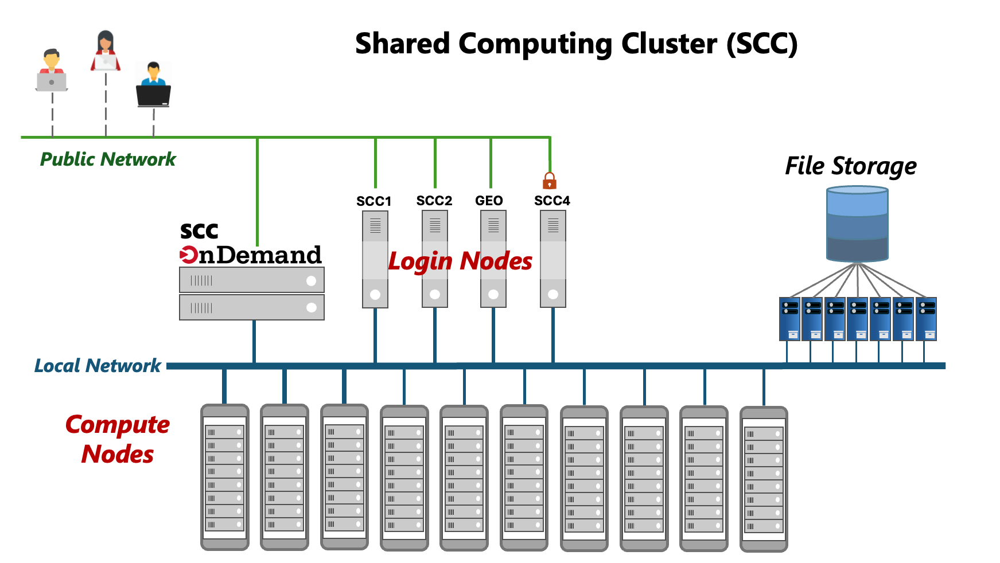 Shared Computing Cluster (SCC)
Public Network
File Storage
SCC1
SCC2
GEO
SCC4
scc
OnDemand
Login Nodes
Local Network
Compute
Nodes